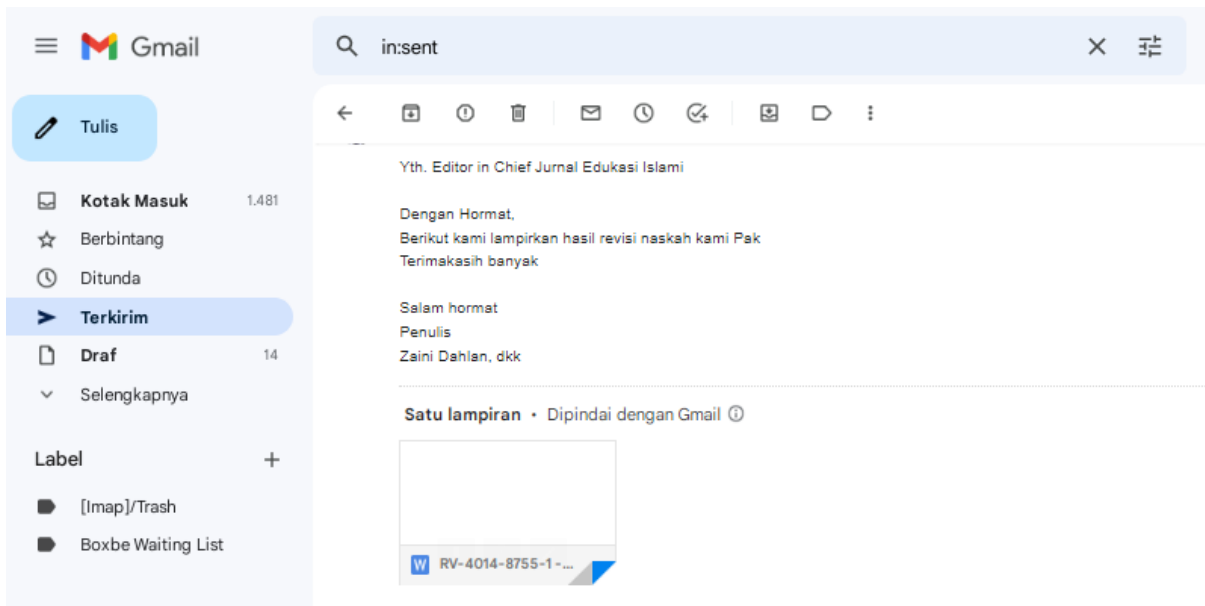 Gmail
in:sent
Tulis
Kotak Masuk 1.481
Berbintang
Ditunda
Terkirim
Draf 14
Selengkapnya
Label
[Imap]/Trash
Boxbe Waiting List
Yth. Editor in Chief Jurnal Edukasi Islami
Dengan Hormat,
Berikut kami lampirkan hasil revisi naskah kami Pak
Terimakasih banyak
Salam hormat
Penulis
Zaini Dahlan, dkk
Satu lampiran • Dipindai dengan Gmail
W RV-4014-8755-1-...